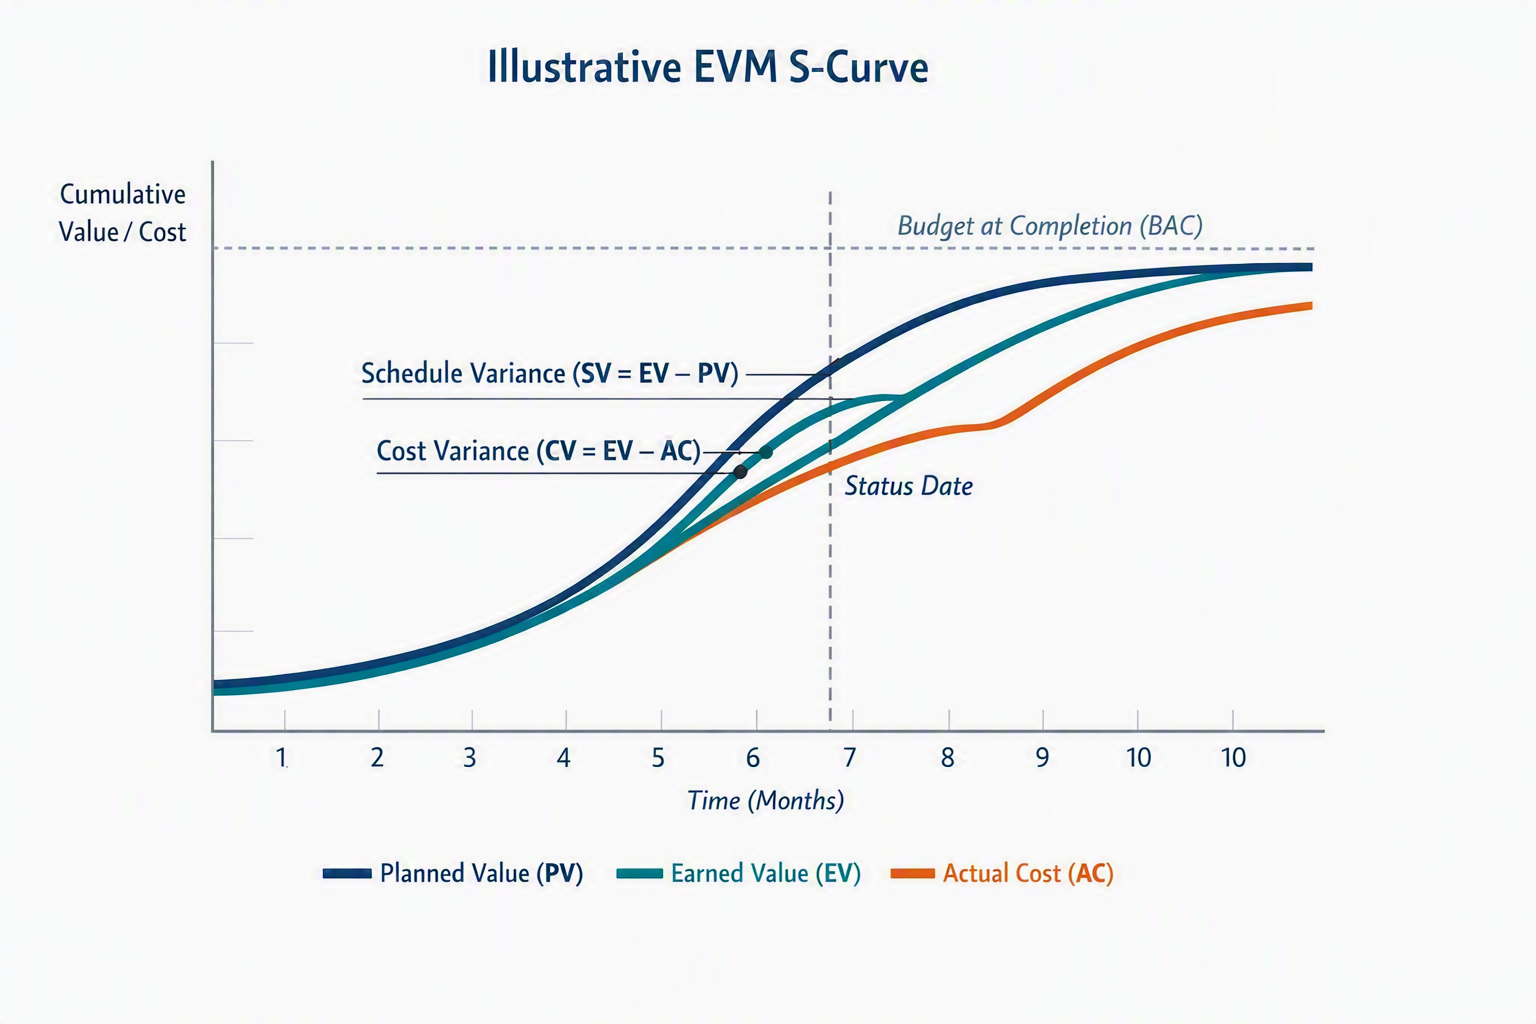 Illustrative EVM S-Curve
Cumulative
Value / Cost
Budget at Completion (BAC)
Schedule Variance (SV = EV – PV)
Cost Variance (CV = EV – AC)
Status Date
1 2 3 4 5 6 7 8 9 10 10
Time (Months)
Planned Value (PV) Earned Value (EV) Actual Cost (AC)